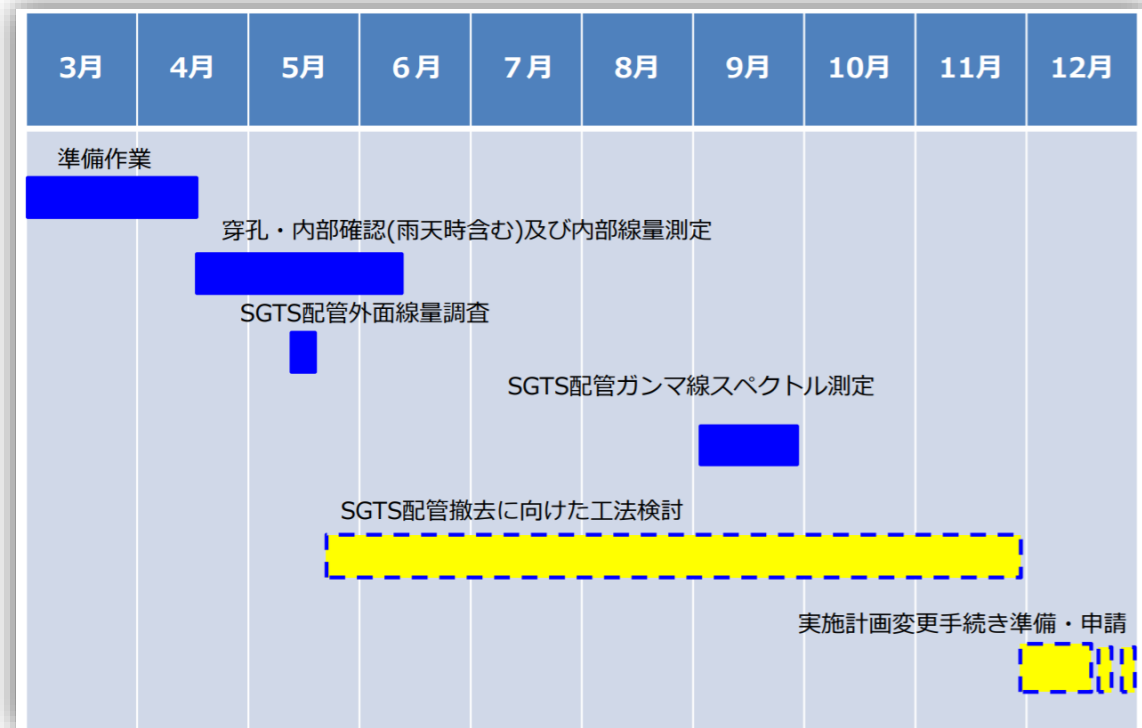 3月 4月 5月 6月 7月 8月 9月 10月 11月 12月
準備作業
穿孔・内部確認(雨天時含む)及び内部線量測定
SGTS配管外面線量調査
SGTS配管ガンマ線スペクトル測定
SGTS配管撤去に向けた工法検討
実施計画変更手続き準備・申請